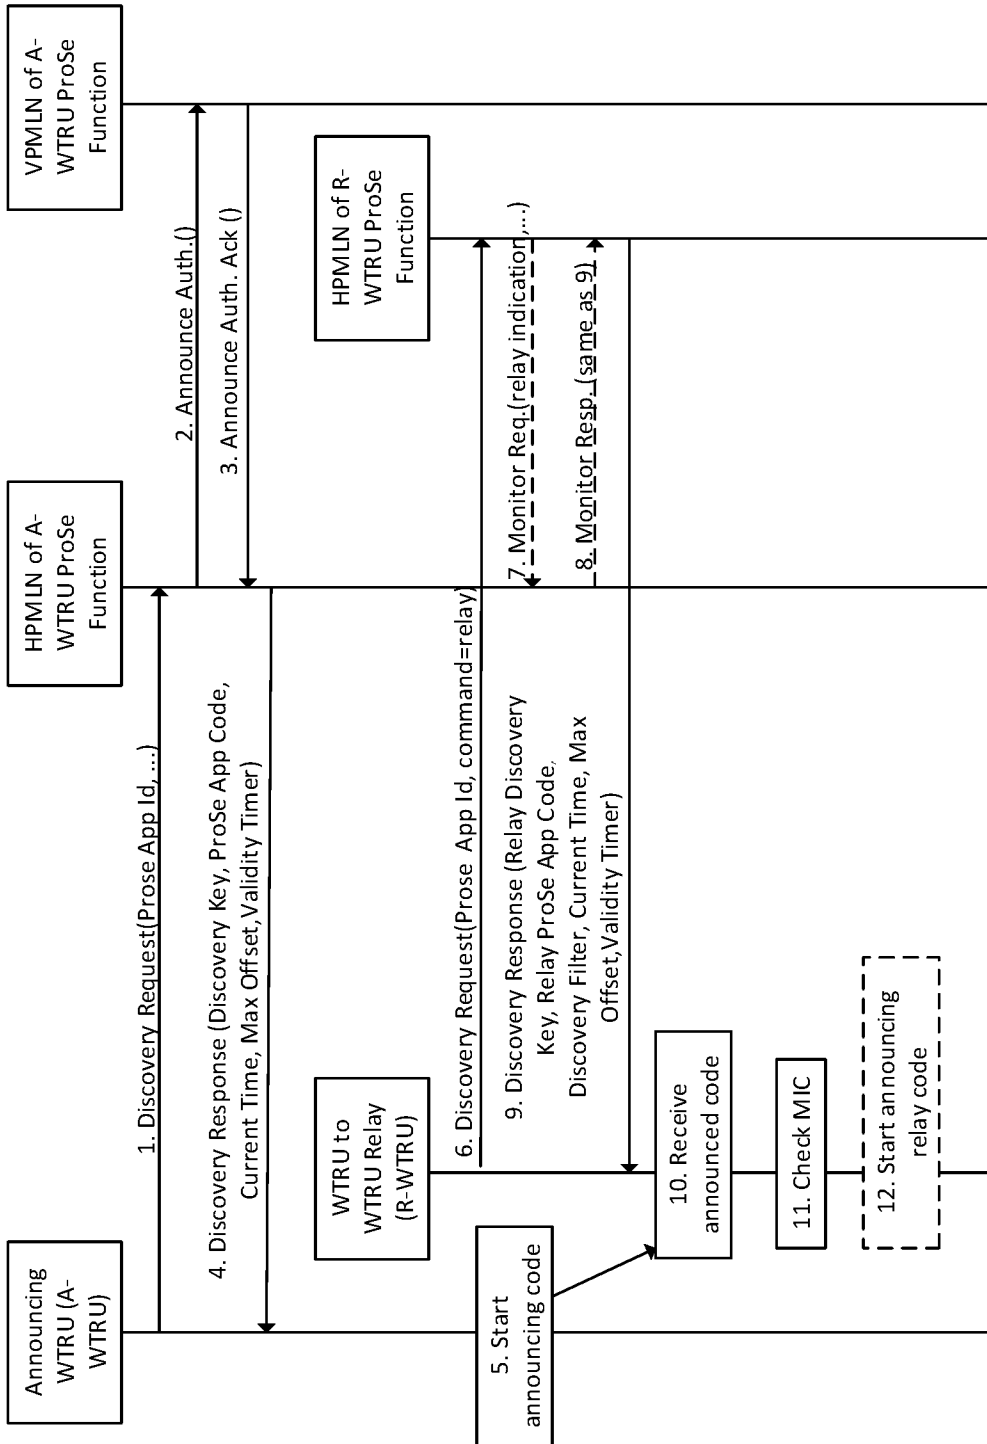 Announcing
WTRU (A-
WTRU)
HPMLN of A-
WTRU ProSe
Function
VPMLN of A-
WTRU ProSe
Function
1. Discovery Request(Prose App Id, ...)
2. Announce Auth.()
3. Announce Auth. Ack ()
4. Discovery Response (Discovery Key, ProSe App Code,
Current Time, Max Offset,Validity Timer)
WTRU to
WTRU Relay
(R-WTRU)
HPMLN of R-
WTRU ProSe
Function
5. Start
announcing code
6. Discovery Request(Prose App Id, command=relay)
7. Monitor Req.(relay indication,...)
8. Monitor Resp. (same as 9)
9. Discovery Response (Relay Discovery
Key, Relay ProSe App Code,
Discovery Filter, Current Time, Max
Offset,Validity Timer)
10. Receive
announced code
11. Check MIC
12. Start announcing
relay code